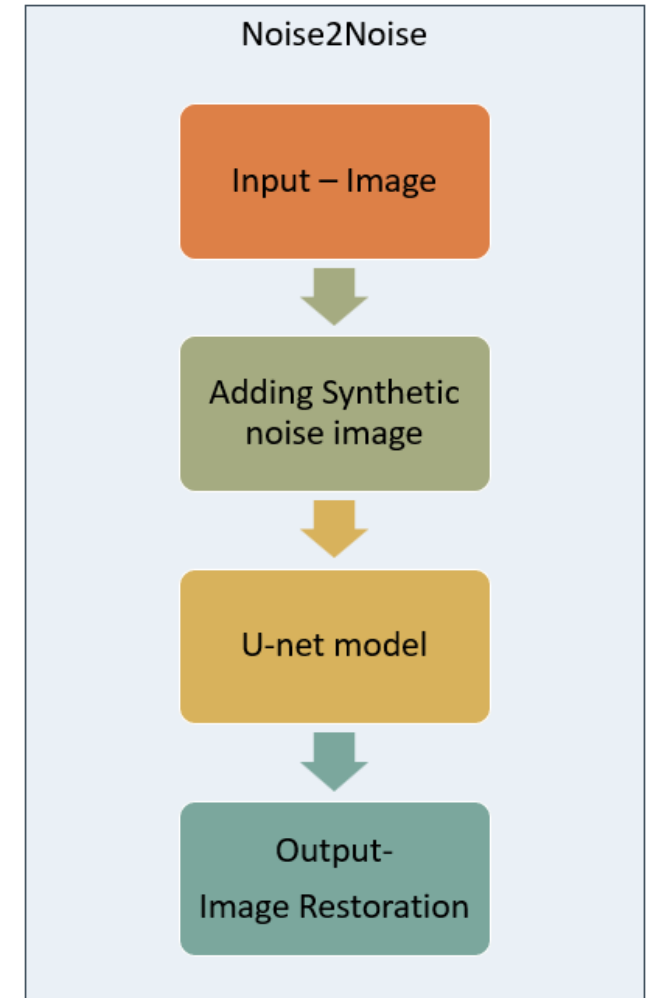 Noise2Noise
Input – Image
Adding Synthetic
noise image
U-net model
Output-
Image Restoration